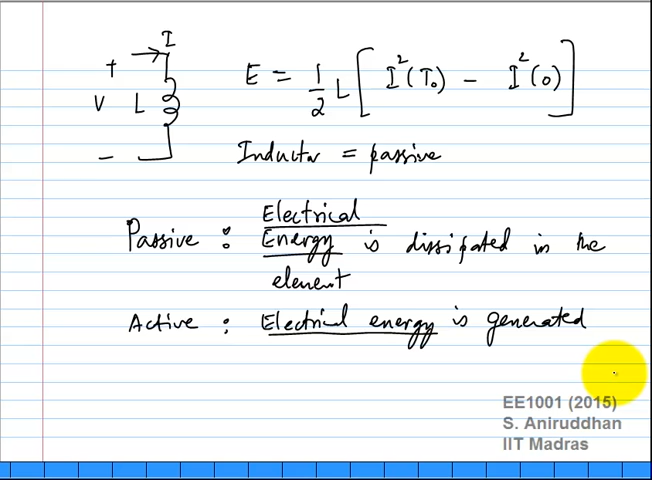 I
+
V
L
-
E = 1/2 L [ I²(T₀) - I²(0) ]
Inductor = passive
Passive : Electrical
Energy is dissipated in the
element
Active : Electrical energy is generated
EE1001 (2015)
S. Aniruddhan
IIT Madras